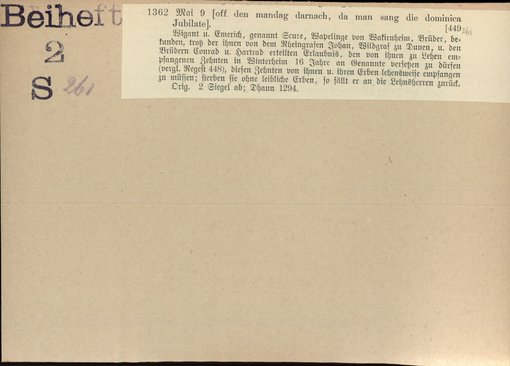 Beiheft
2
S 261
1362 Mai 9 [off den mandag darnach, da man sang die dominica
Jubilate]. [449
261
Wigant u. Emerich, genannt Seure, Wapelinge von Wakirnheim, Brüder, be-
kunden, trotz der ihnen von dem Rheingrafen Johan, Wildgraf zu Dunen, u. den
Brüdern Conrad u. Hartrad erteilten Erlaubnis, den von ihnen zu Lehen em-
pfangenen Zehnten in Winterheim 16 Jahre an Genannte versetzen zu dürfen
(vergl. Regest 448), diesen Zehnten von ihnen u. ihren Erben lehensweise empfangen
zu müssen; sterben sie ohne leibliche Erben, so fällt er an die Lehnsherren zurück.
Orig. 2 Siegel ab; Dhaun 1294.